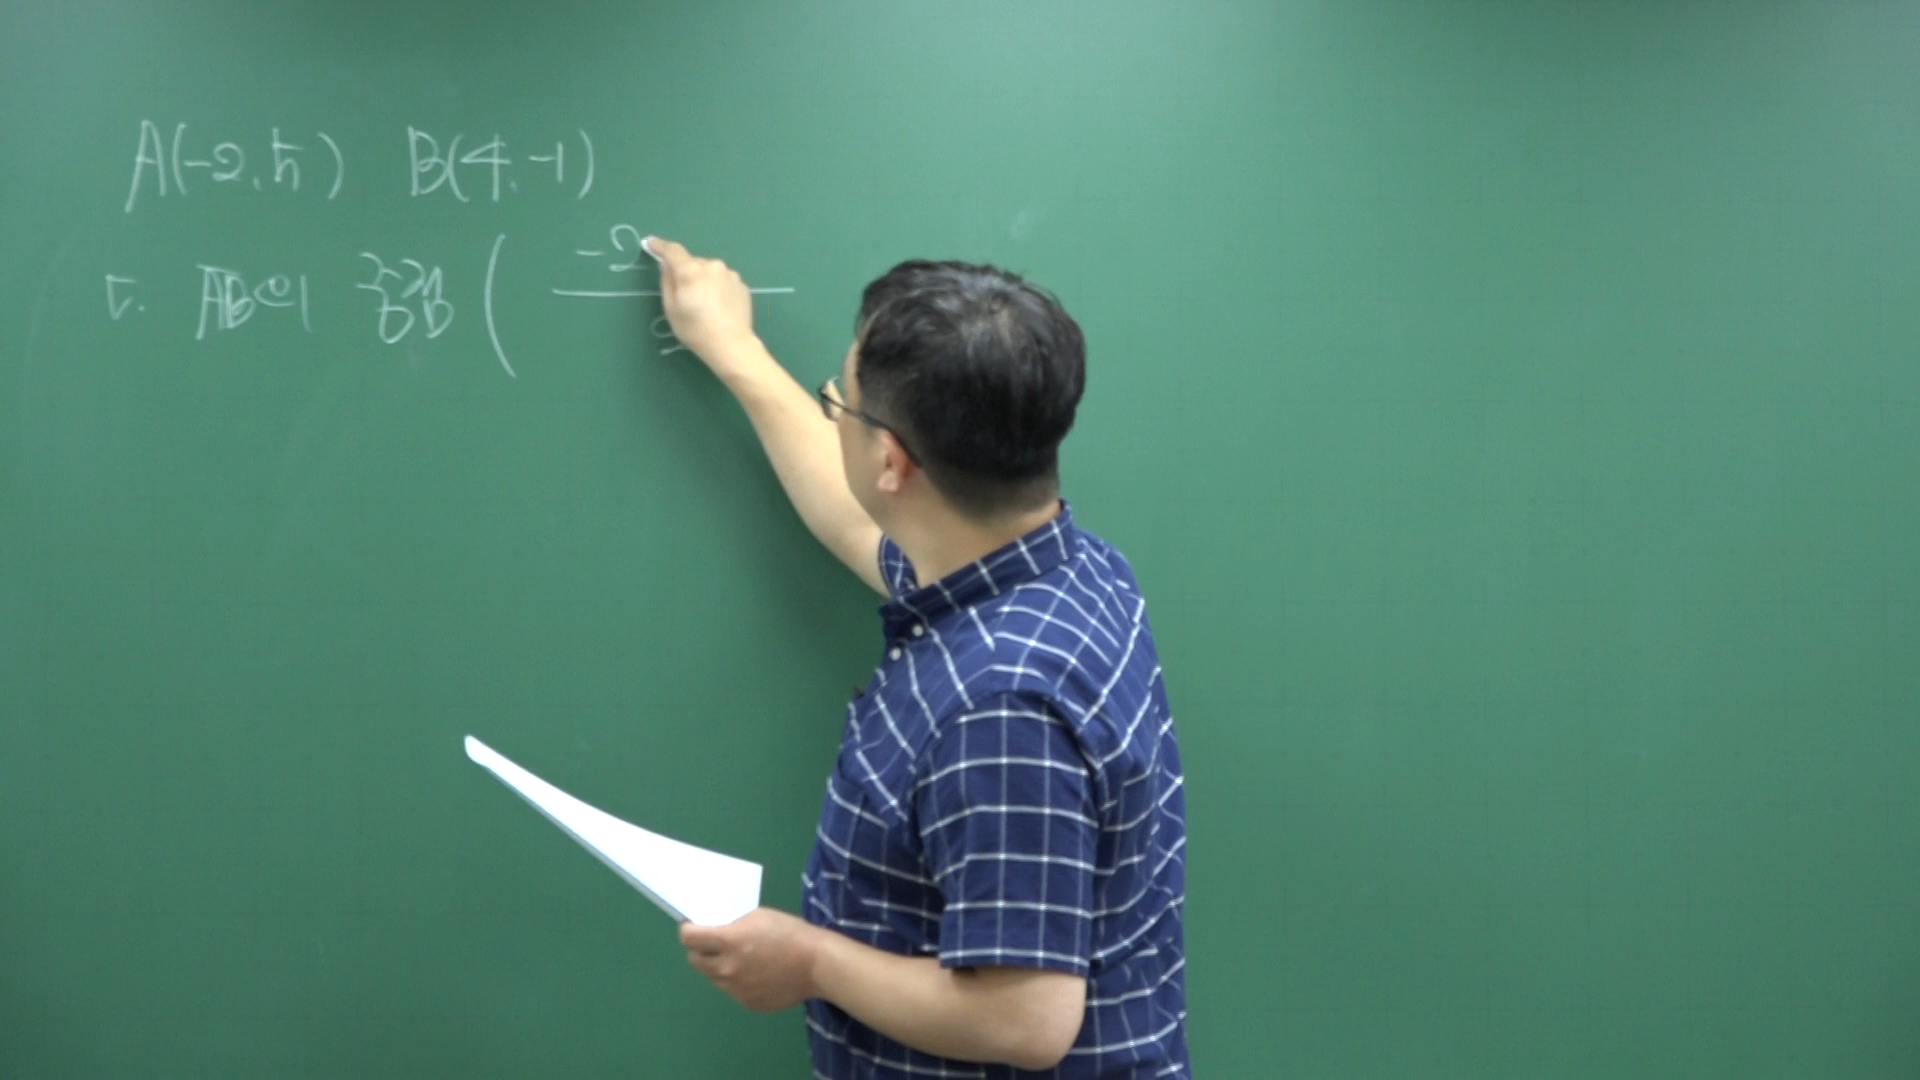 A(-2, 5) B(4, -1)
ㄷ. AB의 중점 ( -2